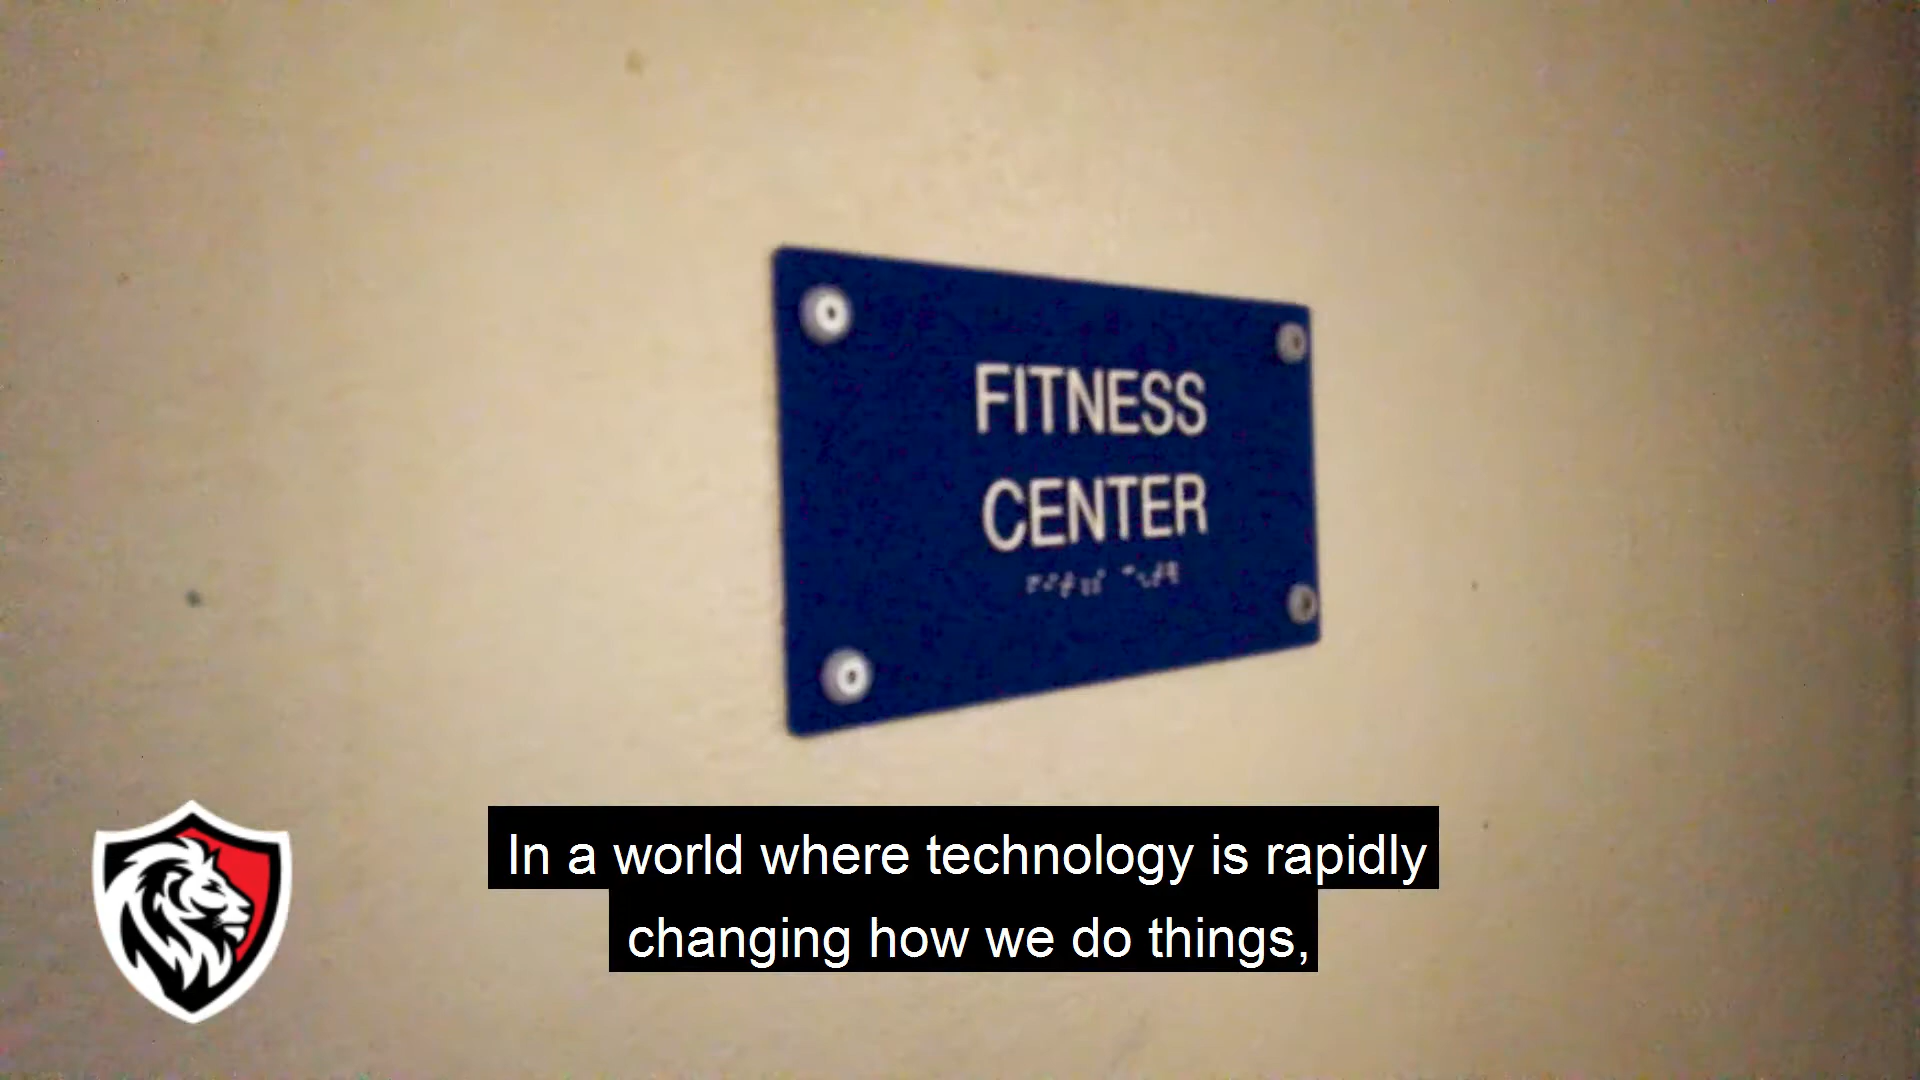 FITNESS
CENTER
In a world where technology is rapidly
changing how we do things,